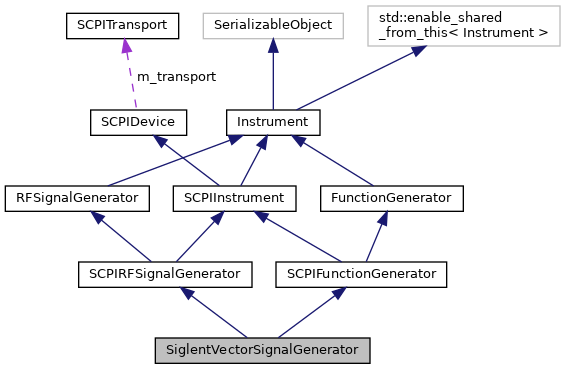 SCPITransport
SerializableObject
std::enable_shared
_from_this< Instrument >
m_transport
SCPIDevice
Instrument
RFSignalGenerator
SCPIInstrument
FunctionGenerator
SCPIRFSignalGenerator
SCPIFunctionGenerator
SiglentVectorSignalGenerator